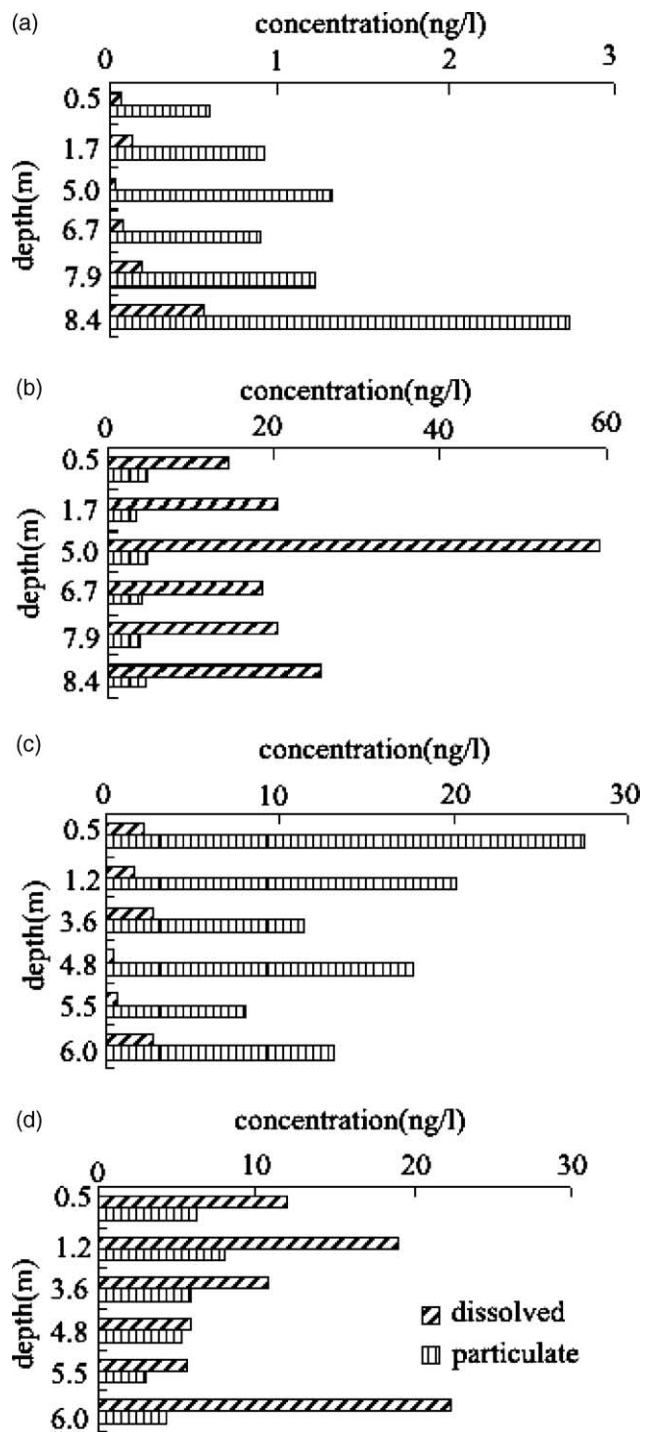 (a)
concentration(ng/l)
0 1 2 3
depth(m)
0.5
1.7
5.0
6.7
7.9
8.4
(b)
concentration(ng/l)
0 20 40 60
depth(m)
0.5
1.7
5.0
6.7
7.9
8.4
(c)
concentration(ng/l)
0 10 20 30
depth(m)
0.5
1.2
3.6
4.8
5.5
6.0
(d)
concentration(ng/l)
0 10 20 30
depth(m)
0.5
1.2
3.6
4.8
5.5
6.0
dissolved
particulate